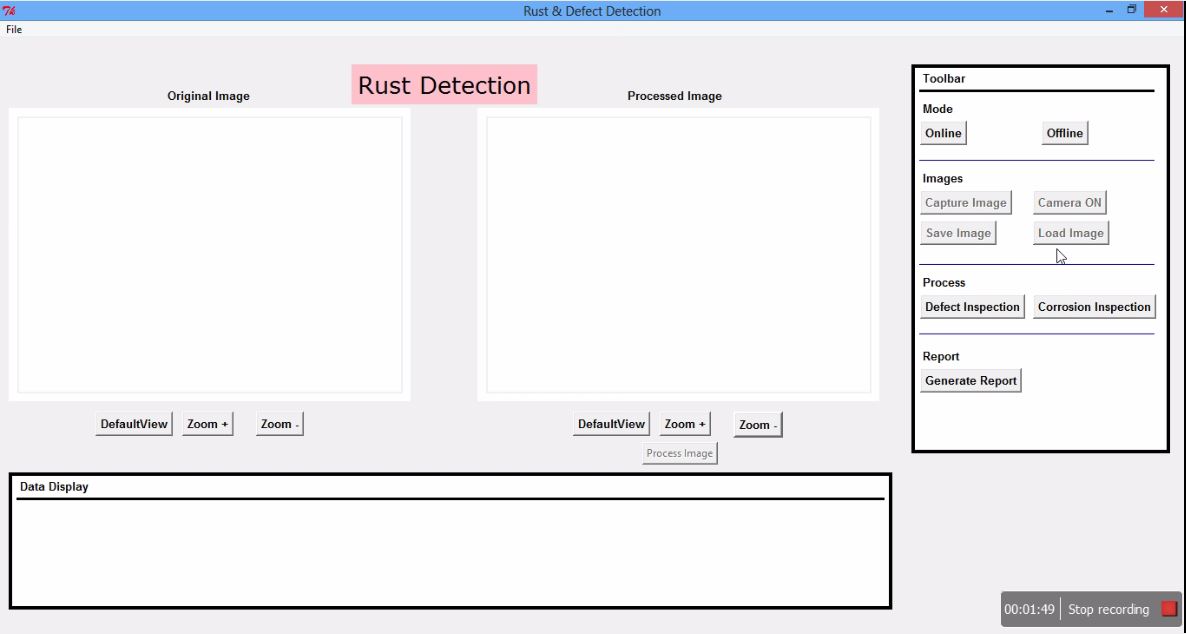 Rust & Defect Detection
File
Rust Detection
Original Image
Processed Image
DefaultView
Zoom +
Zoom -
DefaultView
Zoom +
Zoom -
Process Image
Data Display
Toolbar
Mode
Online
Offline
Images
Capture Image
Camera ON
Save Image
Load Image
Process
Defect Inspection
Corrosion Inspection
Report
Generate Report
00:01:49
Stop recording